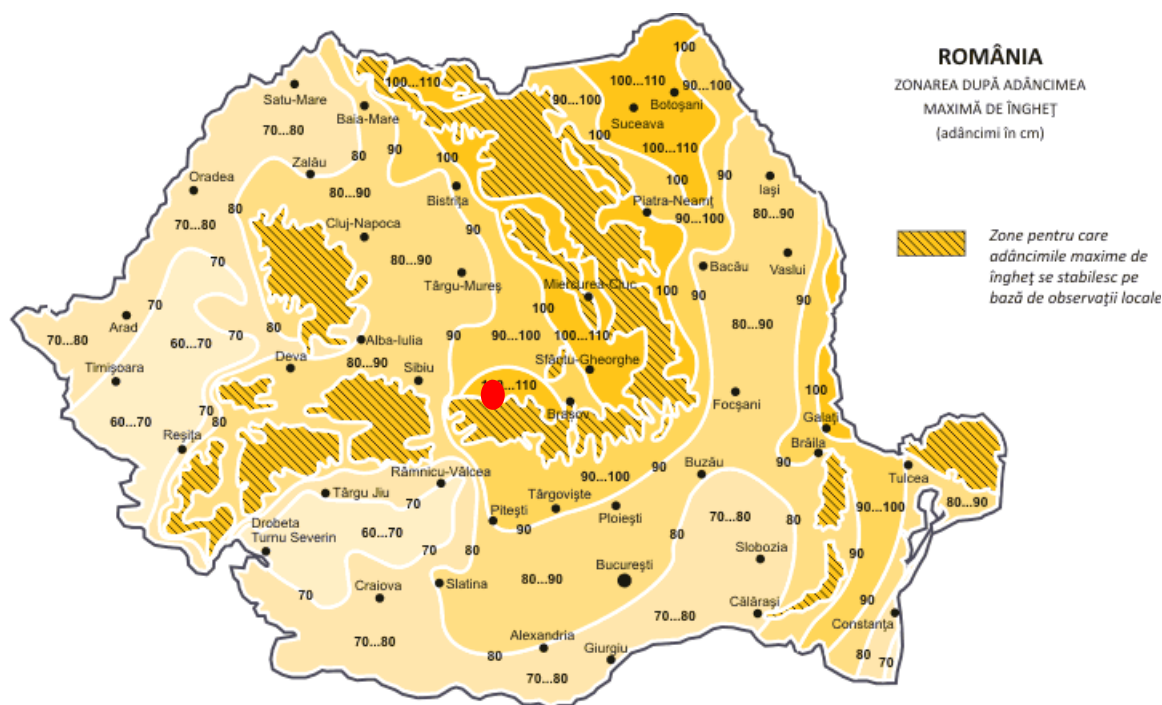 ROMÂNIA
ZONAREA DUPĂ ADÂNCIMEA
MAXIMĂ DE ÎNGHEŢ
(adâncimi în cm)
Zone pentru care
adâncimile maxime de
îngheţ se stabilesc pe
bază de observaţii locale
100
100...110
100...110
90...100
90...100
Satu-Mare
Botoşani
Baia-Mare
Suceava
70...80
100
80
90
100
100...110
Zalău
100
90
Iaşi
Oradea
80...90
Bistriţa
Piatra-Neamţ
80
80...90
70...80
90...100
Cluj-Napoca
90
80...90
Vaslui
70
Târgu-Mureş
Bacău
90
90
Miercurea-Ciuc
100
70
100
Arad
60...70
70
80
90
90...100
100...110
80...90
70...80
Alba-Iulia
Deva
80...90
Sfântu-Gheorghe
Timişoara
Sibiu
...110
100
Focşani
Braşov
60...70
70
80
Galaţi
Reşiţa
Brăila
90
Buzău
90
Râmnicu-Vâlcea
90...100
Tulcea
Târgu Jiu
70
Târgovişte
80...90
Piteşti
Ploieşti
90...100
70...80
80
Drobeta
Turnu Severin
60...70
90
80
70
80
Slobozia
90
Bucureşti
80...90
Slatina
Craiova
70
Călăraşi
90
Constanţa
70...80
Alexandria
70...80
Giurgiu
80
80
70
70...80